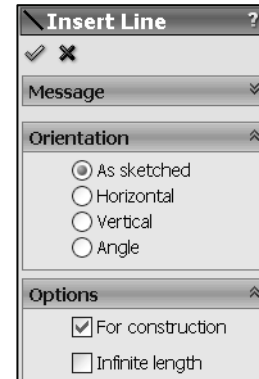 Insert Line ?
Message
Orientation
As sketched
Horizontal
Vertical
Angle
Options
For construction
Infinite length